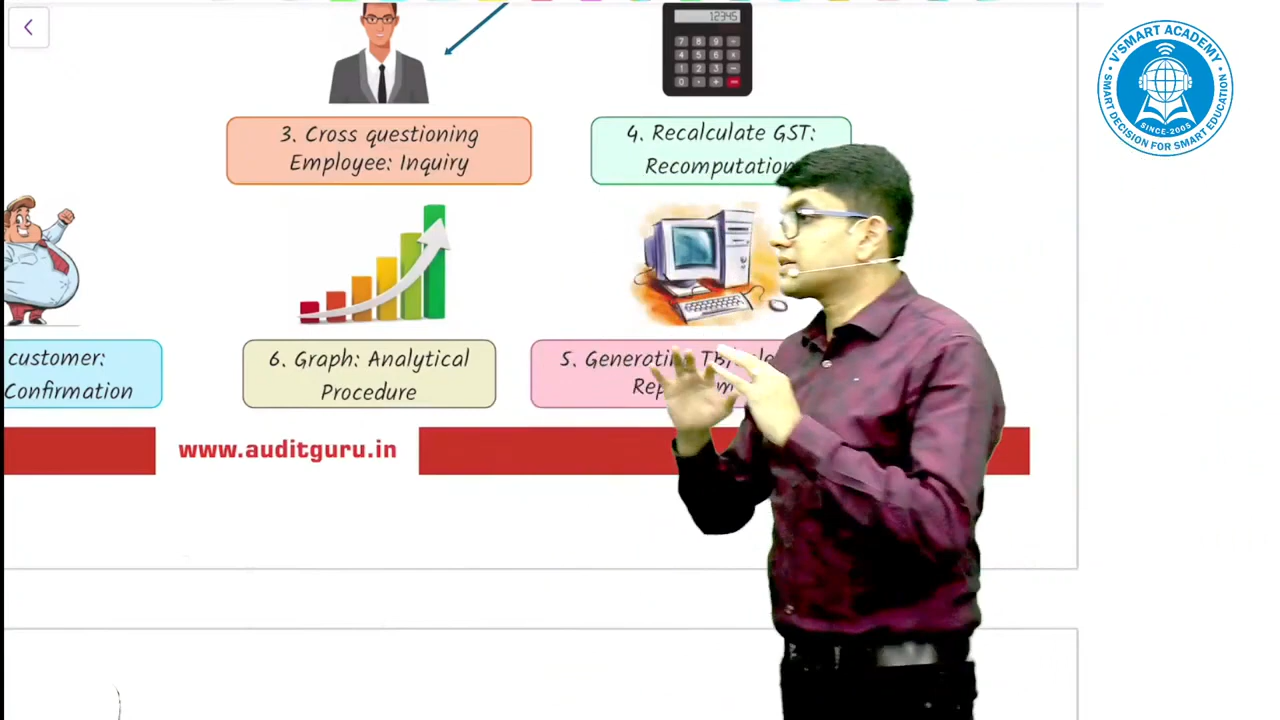 12345
3. Cross questioning
Employee: Inquiry
4. Recalculate GST:
Recomputation
customer:
Confirmation
6. Graph: Analytical
Procedure
5.
www.auditguru.in
V'SMART ACADEMY
SINCE-2005
SMART DECISION FOR SMART EDUCATION